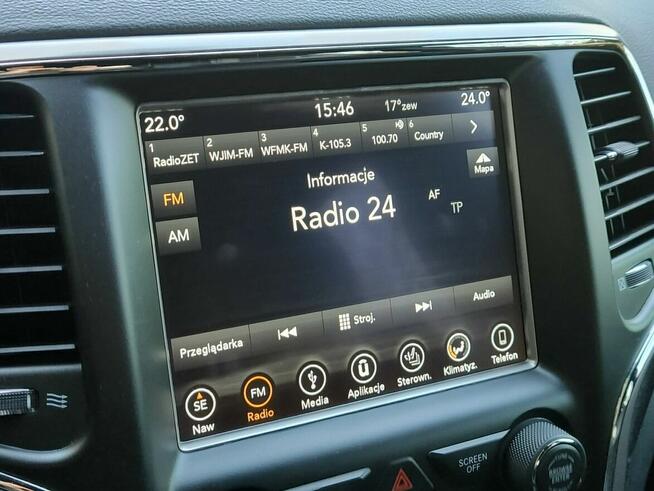 22.0°
15:46
17° zew
24.0°
1 RadioZET
2 WJIM-FM
3 WFMK-FM
4 K-105.3
5 100.70
6 Country
Mapa
FM
AM
Informacje
Radio 24
AF
TP
Przeglądarka
Stroj.
Audio
SE
Naw
FM
Radio
Media
Aplikacje
Sterown.
Klimatyz.
Telefon
SCREEN
OFF
BROWSE
ENTER